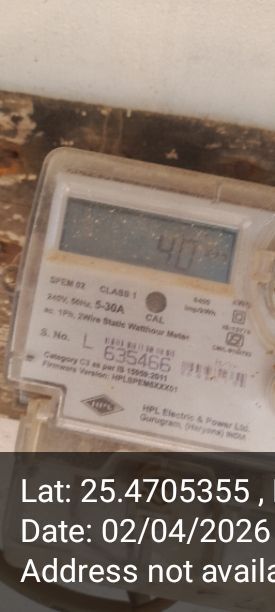 40
SPEM 02 CLASS 1
240V, 50Hz, 5-30A
CAL
ac 1Ph, 2Wire Static Watthour Meter
S. No. L 635466
Category C3 as per IS 15959:2011
HPL
HPL Electric & Power Ltd.
Gurugram, (Haryana) INDIA
Lat: 25.4705355 ,
Date: 02/04/2026
Address not availa